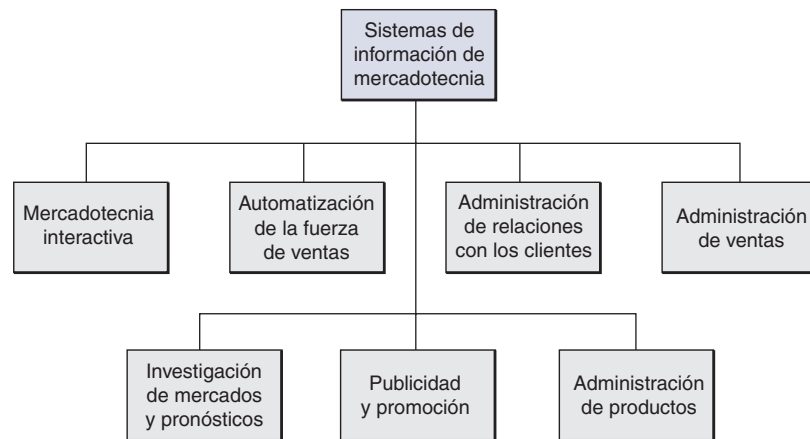 Sistemas de
información de
mercadotecnia
Mercadotecnia
interactiva
Automatización
de la fuerza
de ventas
Administración
de relaciones
con los clientes
Administración
de ventas
Investigación
de mercados
y pronósticos
Publicidad
y promoción
Administración
de productos